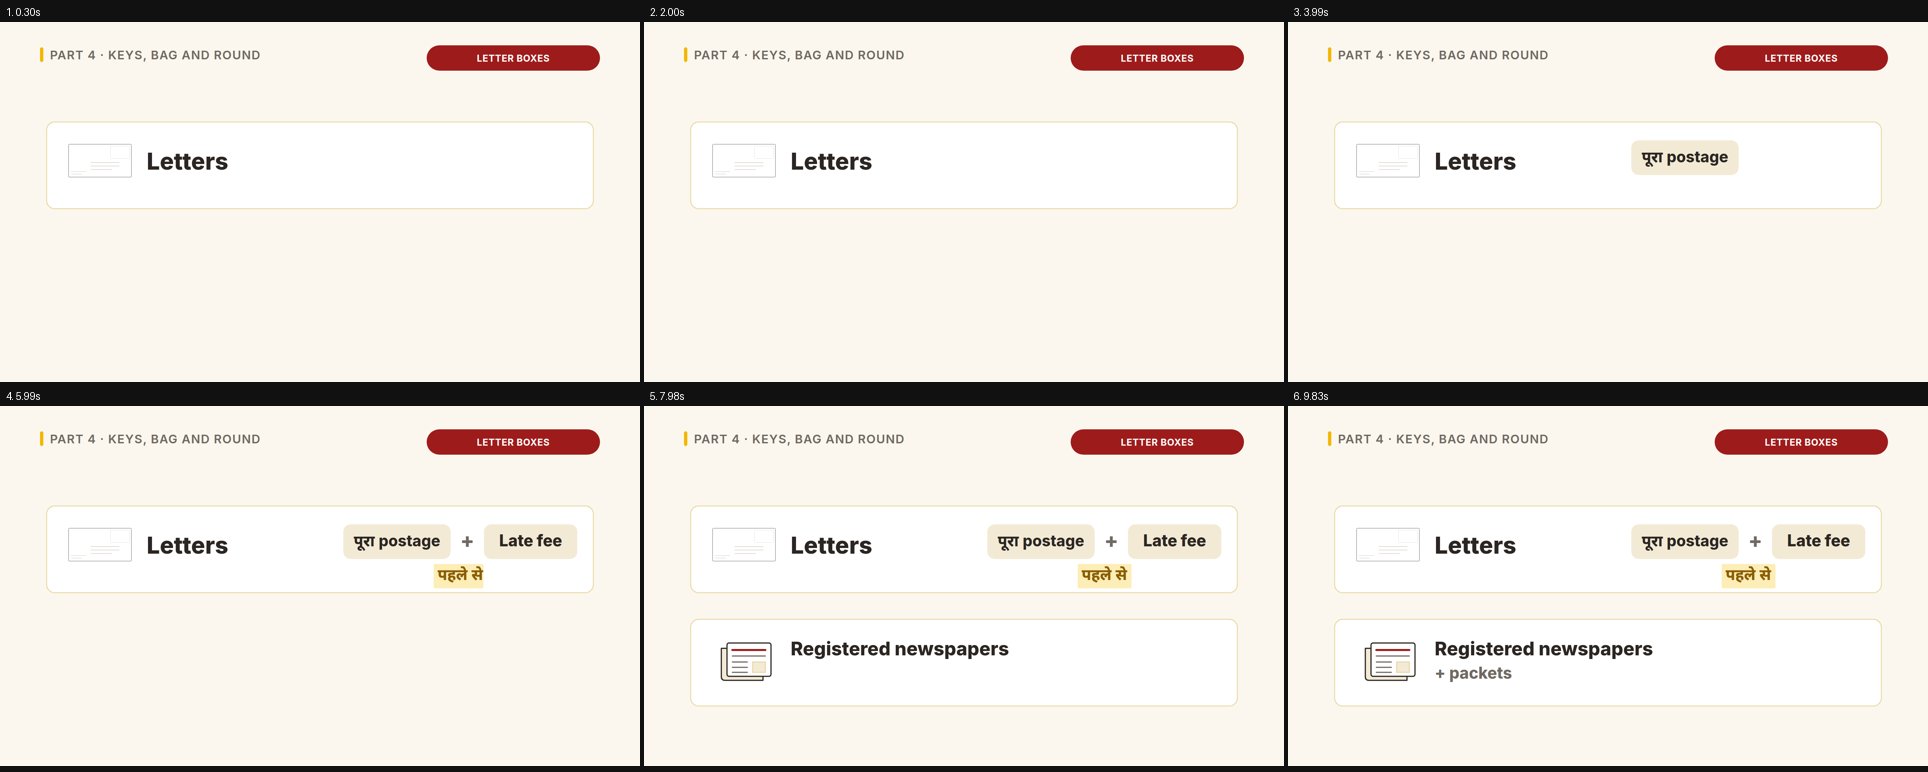 1. 0.30s
PART 4 · KEYS, BAG AND ROUND
LETTER BOXES
Letters
2. 2.00s
PART 4 · KEYS, BAG AND ROUND
LETTER BOXES
Letters
3. 3.99s
PART 4 · KEYS, BAG AND ROUND
LETTER BOXES
Letters
पूरा postage
4. 5.99s
PART 4 · KEYS, BAG AND ROUND
LETTER BOXES
Letters
पूरा postage + Late fee
पहले से
5. 7.98s
PART 4 · KEYS, BAG AND ROUND
LETTER BOXES
Letters
पूरा postage + Late fee
पहले से
Registered newspapers
6. 9.83s
PART 4 · KEYS, BAG AND ROUND
LETTER BOXES
Letters
पूरा postage + Late fee
पहले से
Registered newspapers
+ packets